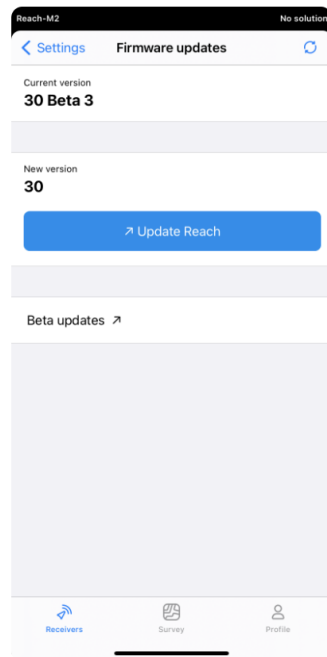 Reach-M2 No solution
Settings Firmware updates
Current version
30 Beta 3
New version
30
Update Reach
Beta updates
Receivers Survey Profile